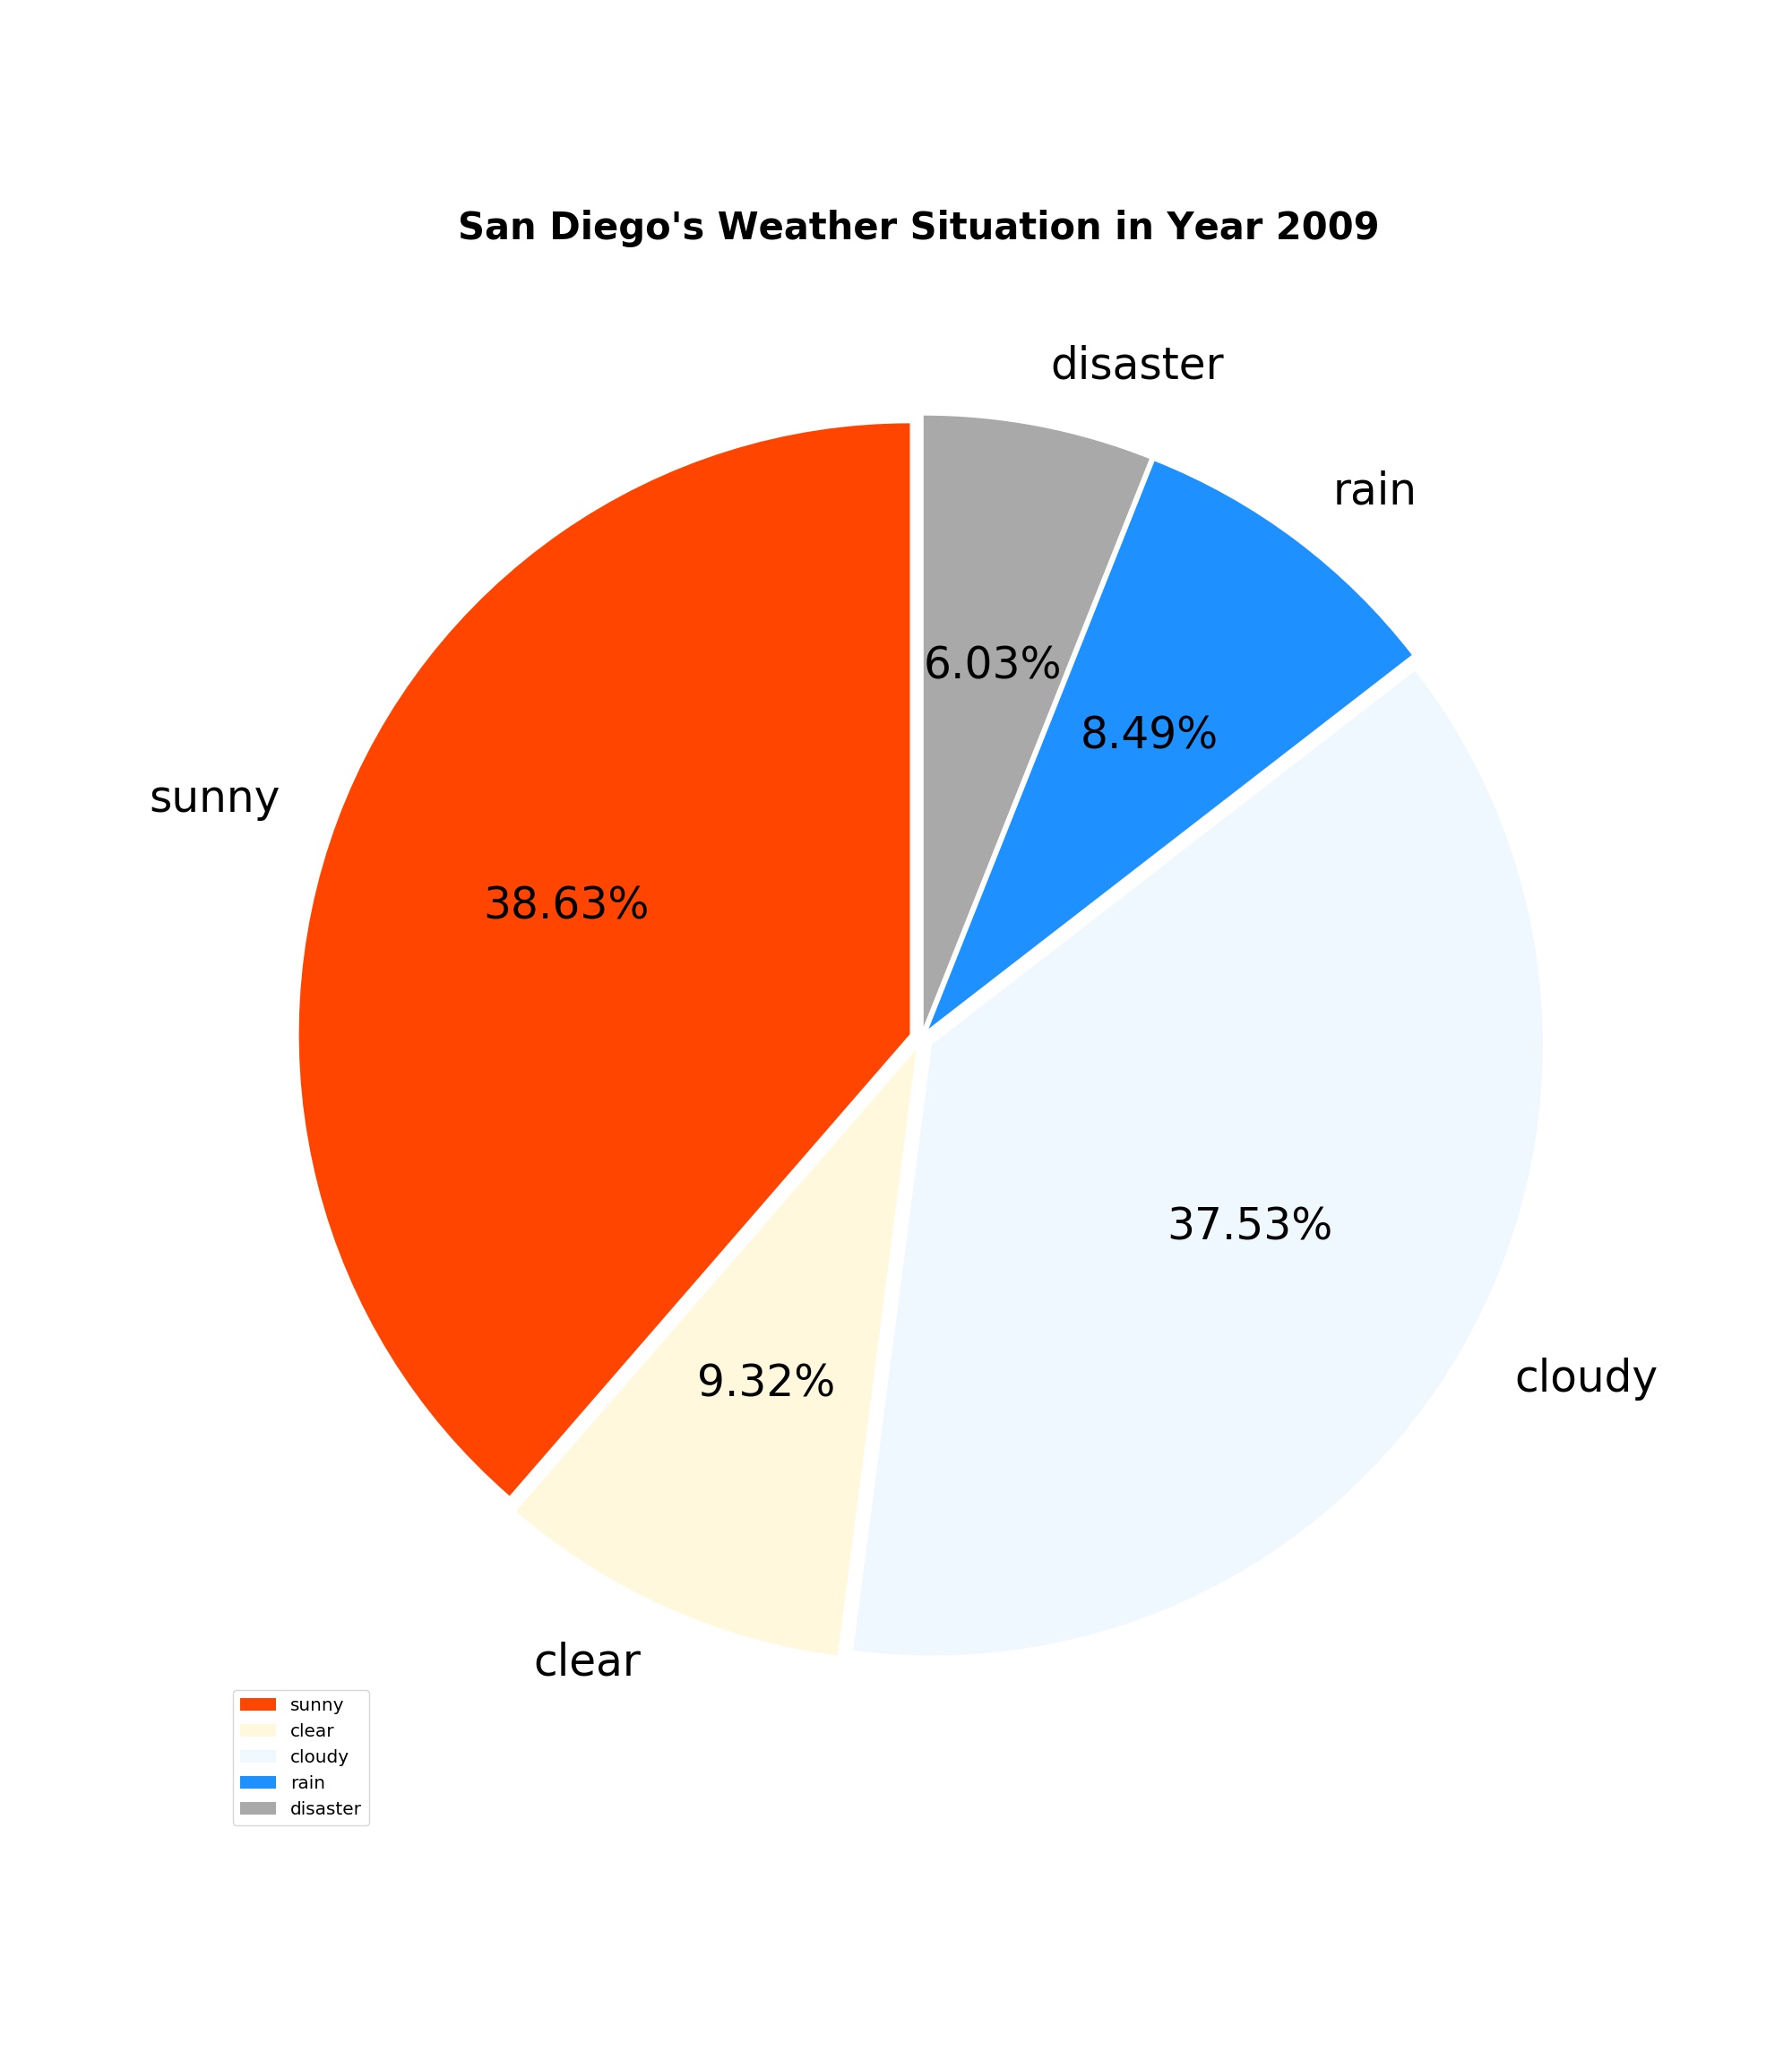 San Diego's Weather Situation in Year 2009
disaster
rain
6.03%
8.49%
sunny
38.63%
37.53%
cloudy
9.32%
clear
sunny
clear
cloudy
rain
disaster